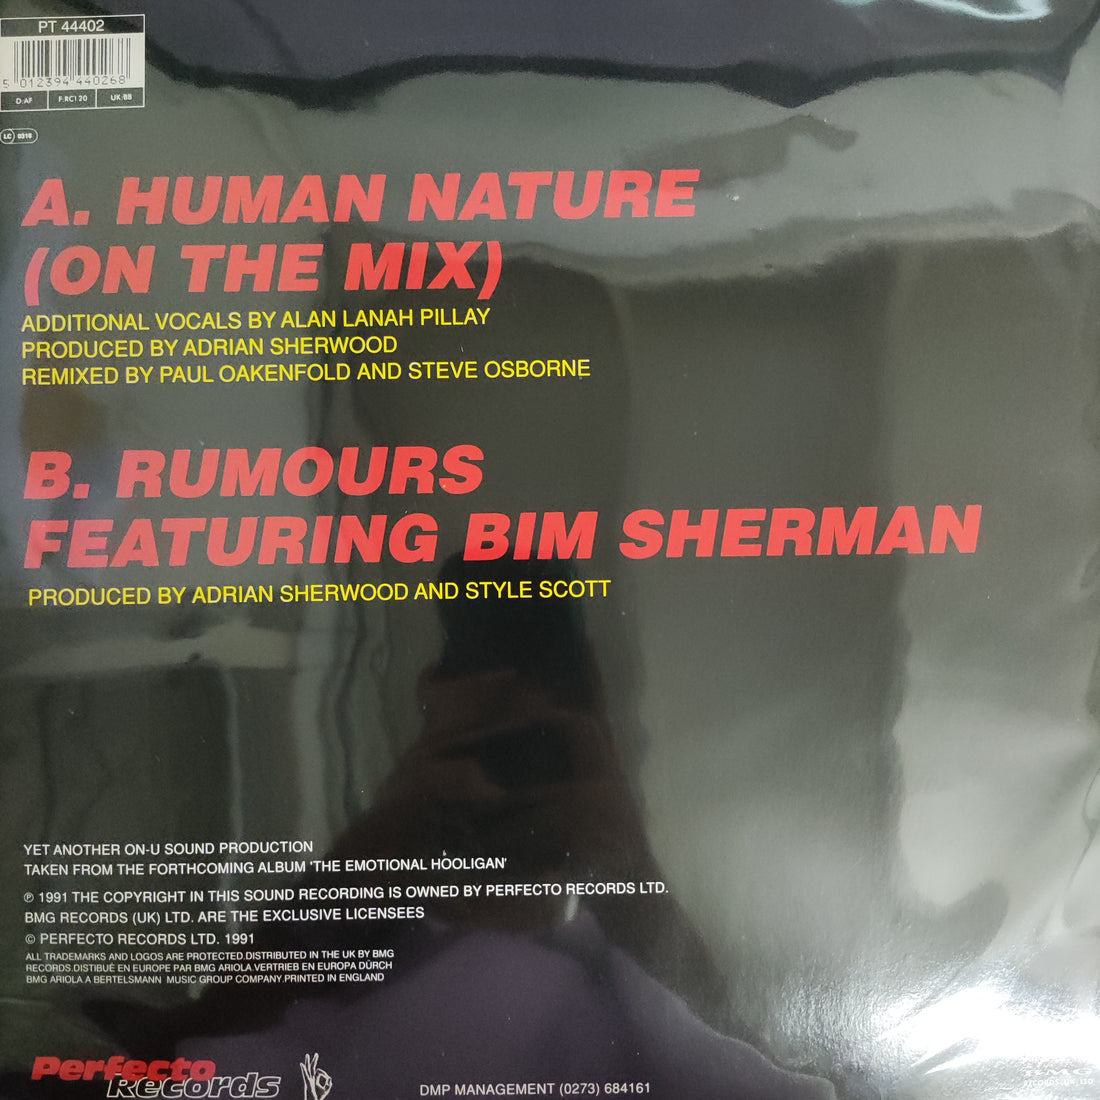 PT 44402
5 012394 440268
D:AF F:RC120 UK:BB
LC 0316
A. HUMAN NATURE
(ON THE MIX)
ADDITIONAL VOCALS BY ALAN LANAH PILLAY
PRODUCED BY ADRIAN SHERWOOD
REMIXED BY PAUL OAKENFOLD AND STEVE OSBORNE
B. RUMOURS
FEATURING BIM SHERMAN
PRODUCED BY ADRIAN SHERWOOD AND STYLE SCOTT
YET ANOTHER ON-U SOUND PRODUCTION
TAKEN FROM THE FORTHCOMING ALBUM 'THE EMOTIONAL HOOLIGAN'
℗ 1991 THE COPYRIGHT IN THIS SOUND RECORDING IS OWNED BY PERFECTO RECORDS LTD.
BMG RECORDS (UK) LTD. ARE THE EXCLUSIVE LICENSEES
© PERFECTO RECORDS LTD. 1991
ALL TRADEMARKS AND LOGOS ARE PROTECTED.DISTRIBUTED IN THE UK BY BMG
RECORDS.DISTIBUÉ EN EUROPE PAR BMG ARIOLA.VERTRIEB EN EUROPA DÜRCH
BMG ARIOLA A BERTELSMANN MUSIC GROUP COMPANY.PRINTED IN ENGLAND
Perfecto
Records
DMP MANAGEMENT (0273) 684161
BMG
RECORDS (UK) LTD